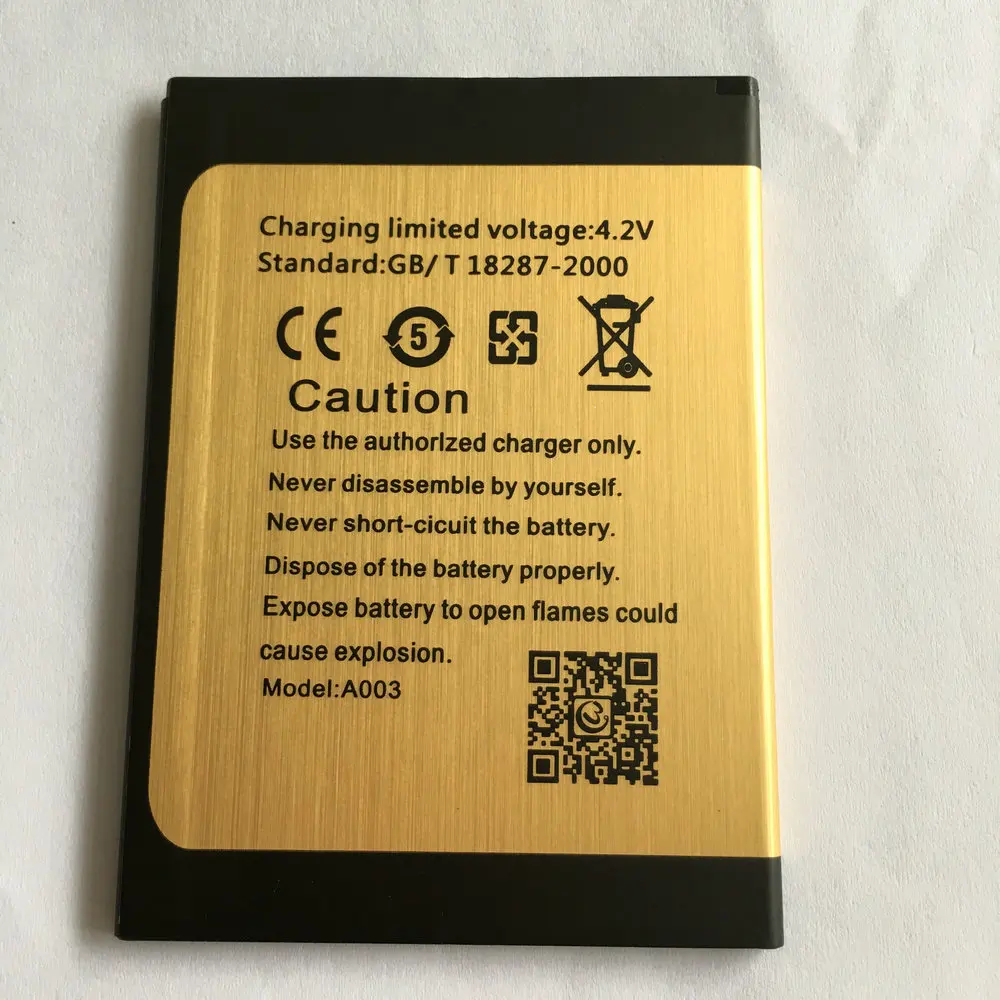 Charging limited voltage:4.2V
Standard:GB/ T 18287-2000
CE 5
Caution
Use the authorlzed charger only.
Never disassemble by yourself.
Never short-cicuit the battery.
Dispose of the battery properly.
Expose battery to open flames could
cause explosion.
Model:A003